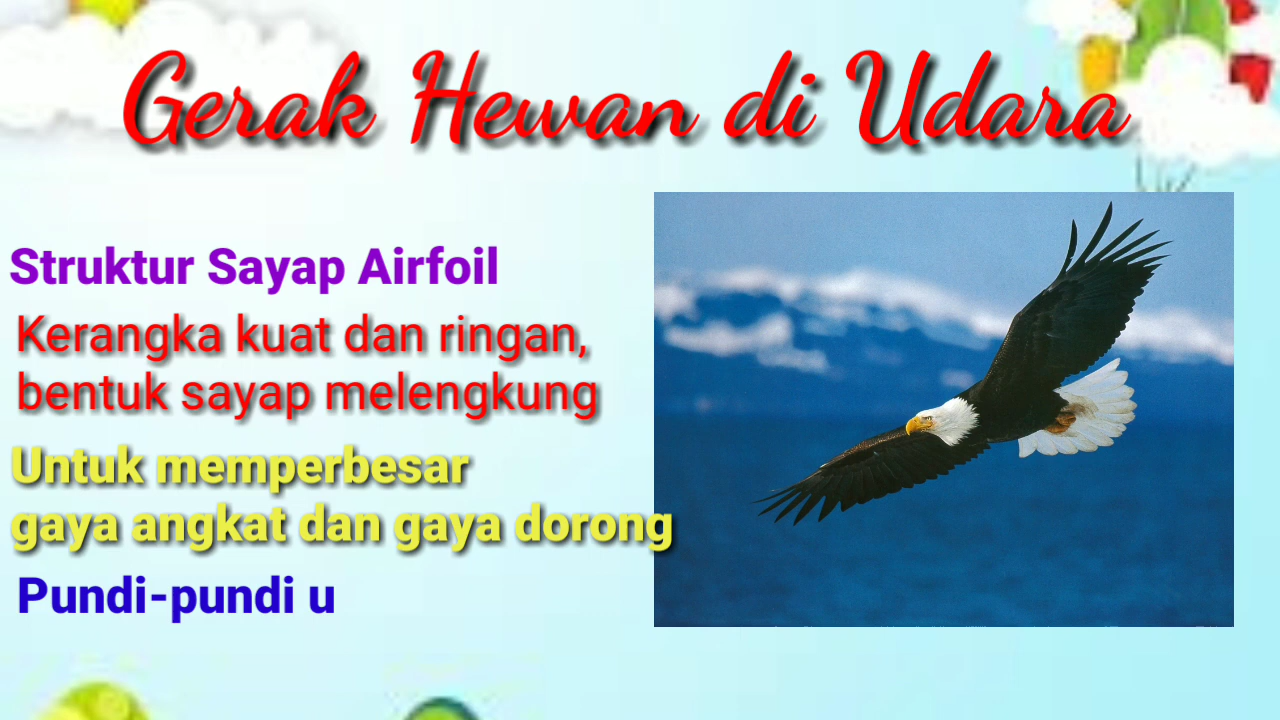 Gerak Hewan di Udara
Struktur Sayap Airfoil
Kerangka kuat dan ringan,
bentuk sayap melengkung
Untuk memperbesar
gaya angkat dan gaya dorong
Pundi-pundi u